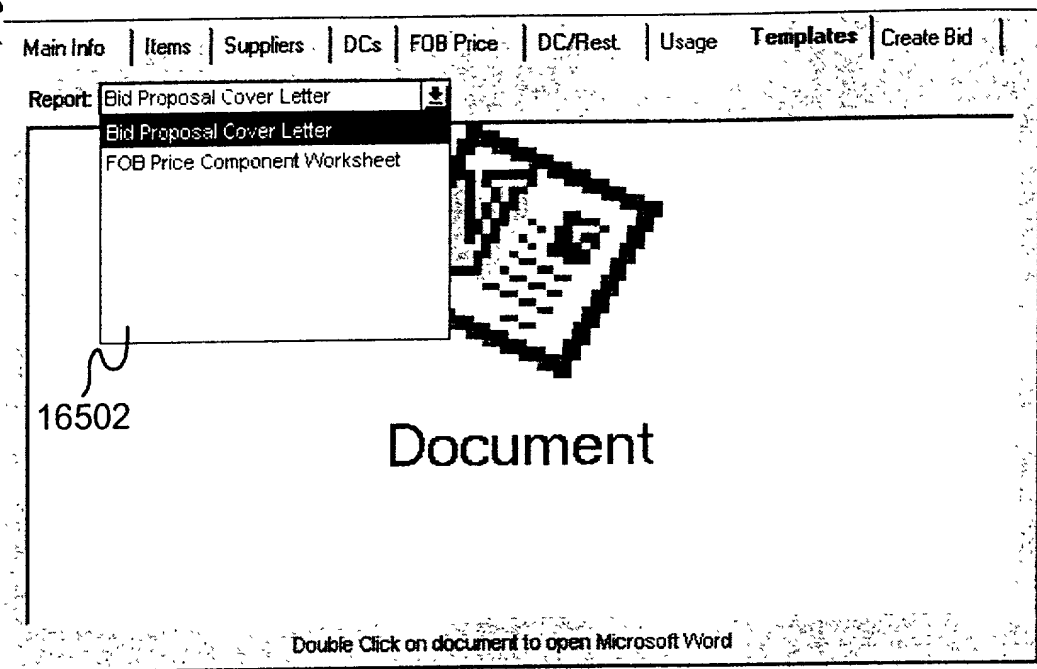 Main Info Items Suppliers DCs FOB Price DC/Rest. Usage Templates Create Bid
Report: Bid Proposal Cover Letter
Bid Proposal Cover Letter
FOB Price Component Worksheet
16502
Document
Double Click on document to open Microsoft Word